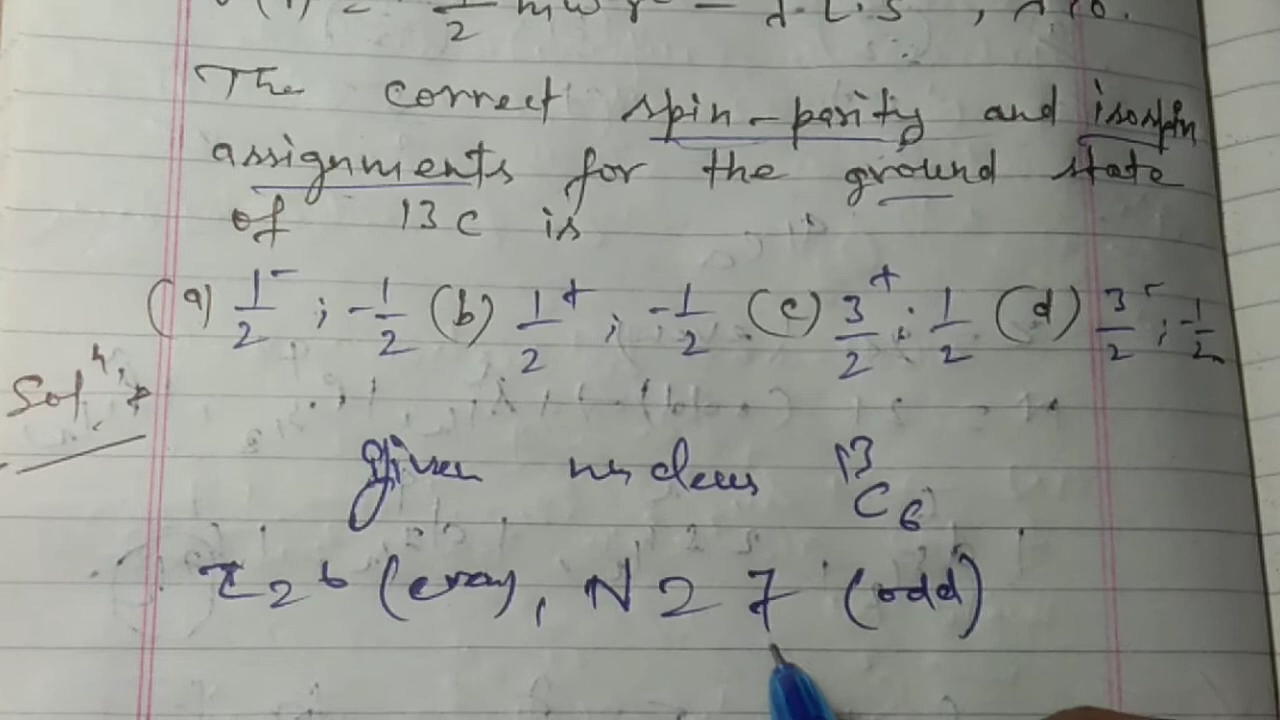 The correct spin-parity and isospin
assignments for the ground state
of 13C is
(a) 1/2⁻ ; -1/2 (b) 1/2⁺ ; -1/2 (c) 3/2⁺ ; 1/2 (d) 3/2⁻ ; -1/2
Solⁿ,
Given nucleus ¹³C₆
Z = 6 (even), N = 7 (odd)